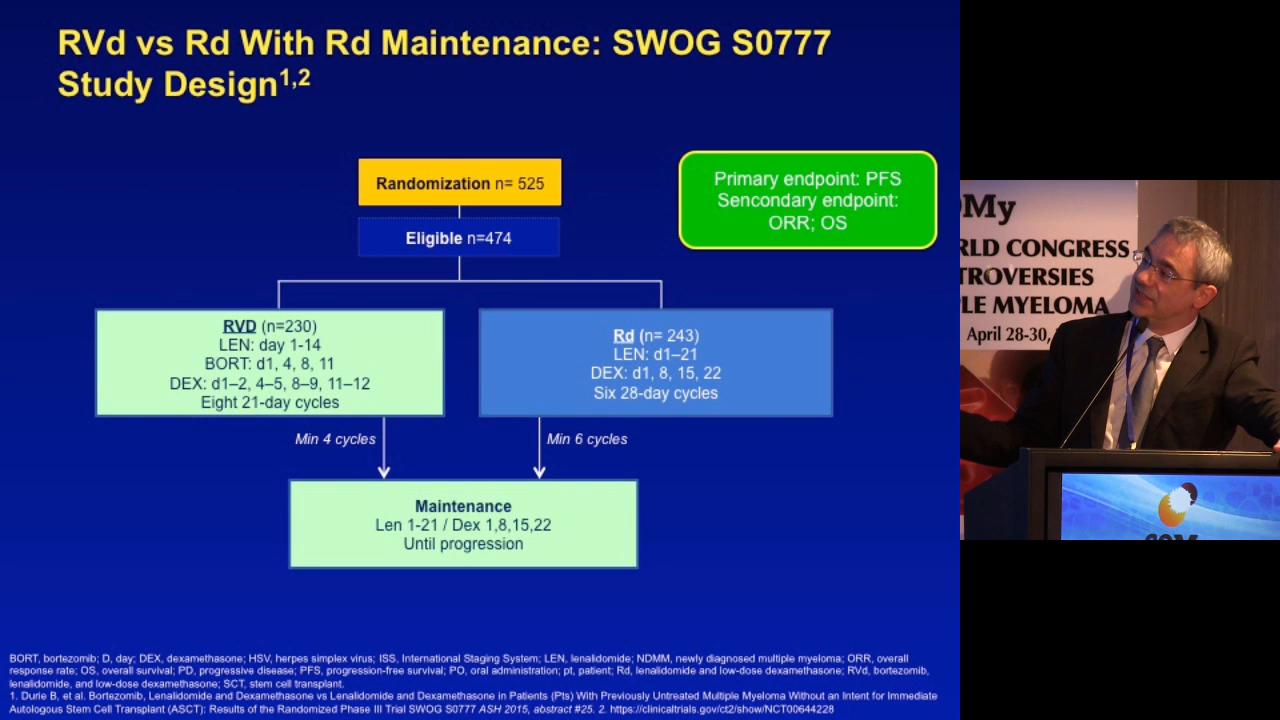 RVd vs Rd With Rd Maintenance: SWOG S0777
Study Design1,2
Randomization n= 525
Eligible n=474
Primary endpoint: PFS
Sencondary endpoint:
ORR; OS
RVD (n=230)
LEN: day 1-14
BORT: d1, 4, 8, 11
DEX: d1–2, 4–5, 8–9, 11–12
Eight 21-day cycles
Rd (n= 243)
LEN: d1–21
DEX: d1, 8, 15, 22
Six 28-day cycles
Min 4 cycles
Min 6 cycles
Maintenance
Len 1-21 / Dex 1,8,15,22
Until progression
BORT, bortezomib; D, day; DEX, dexamethasone; HSV, herpes simplex virus; ISS, International Staging System; LEN, lenalidomide; NDMM, newly diagnosed multiple myeloma; ORR, overall
response rate; OS, overall survival; PD, progressive disease; PFS, progression-free survival; PO, oral administration; pt, patient; Rd, lenalidomide and low-dose dexamethasone; RVd, bortezomib,
lenalidomide, and low-dose dexamethasone; SCT, stem cell transplant.
1. Durie B, et al. Bortezomib, Lenalidomide and Dexamethasone vs Lenalidomide and Dexamethasone in Patients (Pts) With Previously Untreated Multiple Myeloma Without an Intent for Immediate
Autologous Stem Cell Transplant (ASCT): Results of the Randomized Phase III Trial SWOG S0777 ASH 2015, abstract #25. 2. https://clinicaltrials.gov/ct2/show/NCT00644228
OMy
RLD CONGRESS
TROVERSIES
LE MYELOMA
April 28-30,